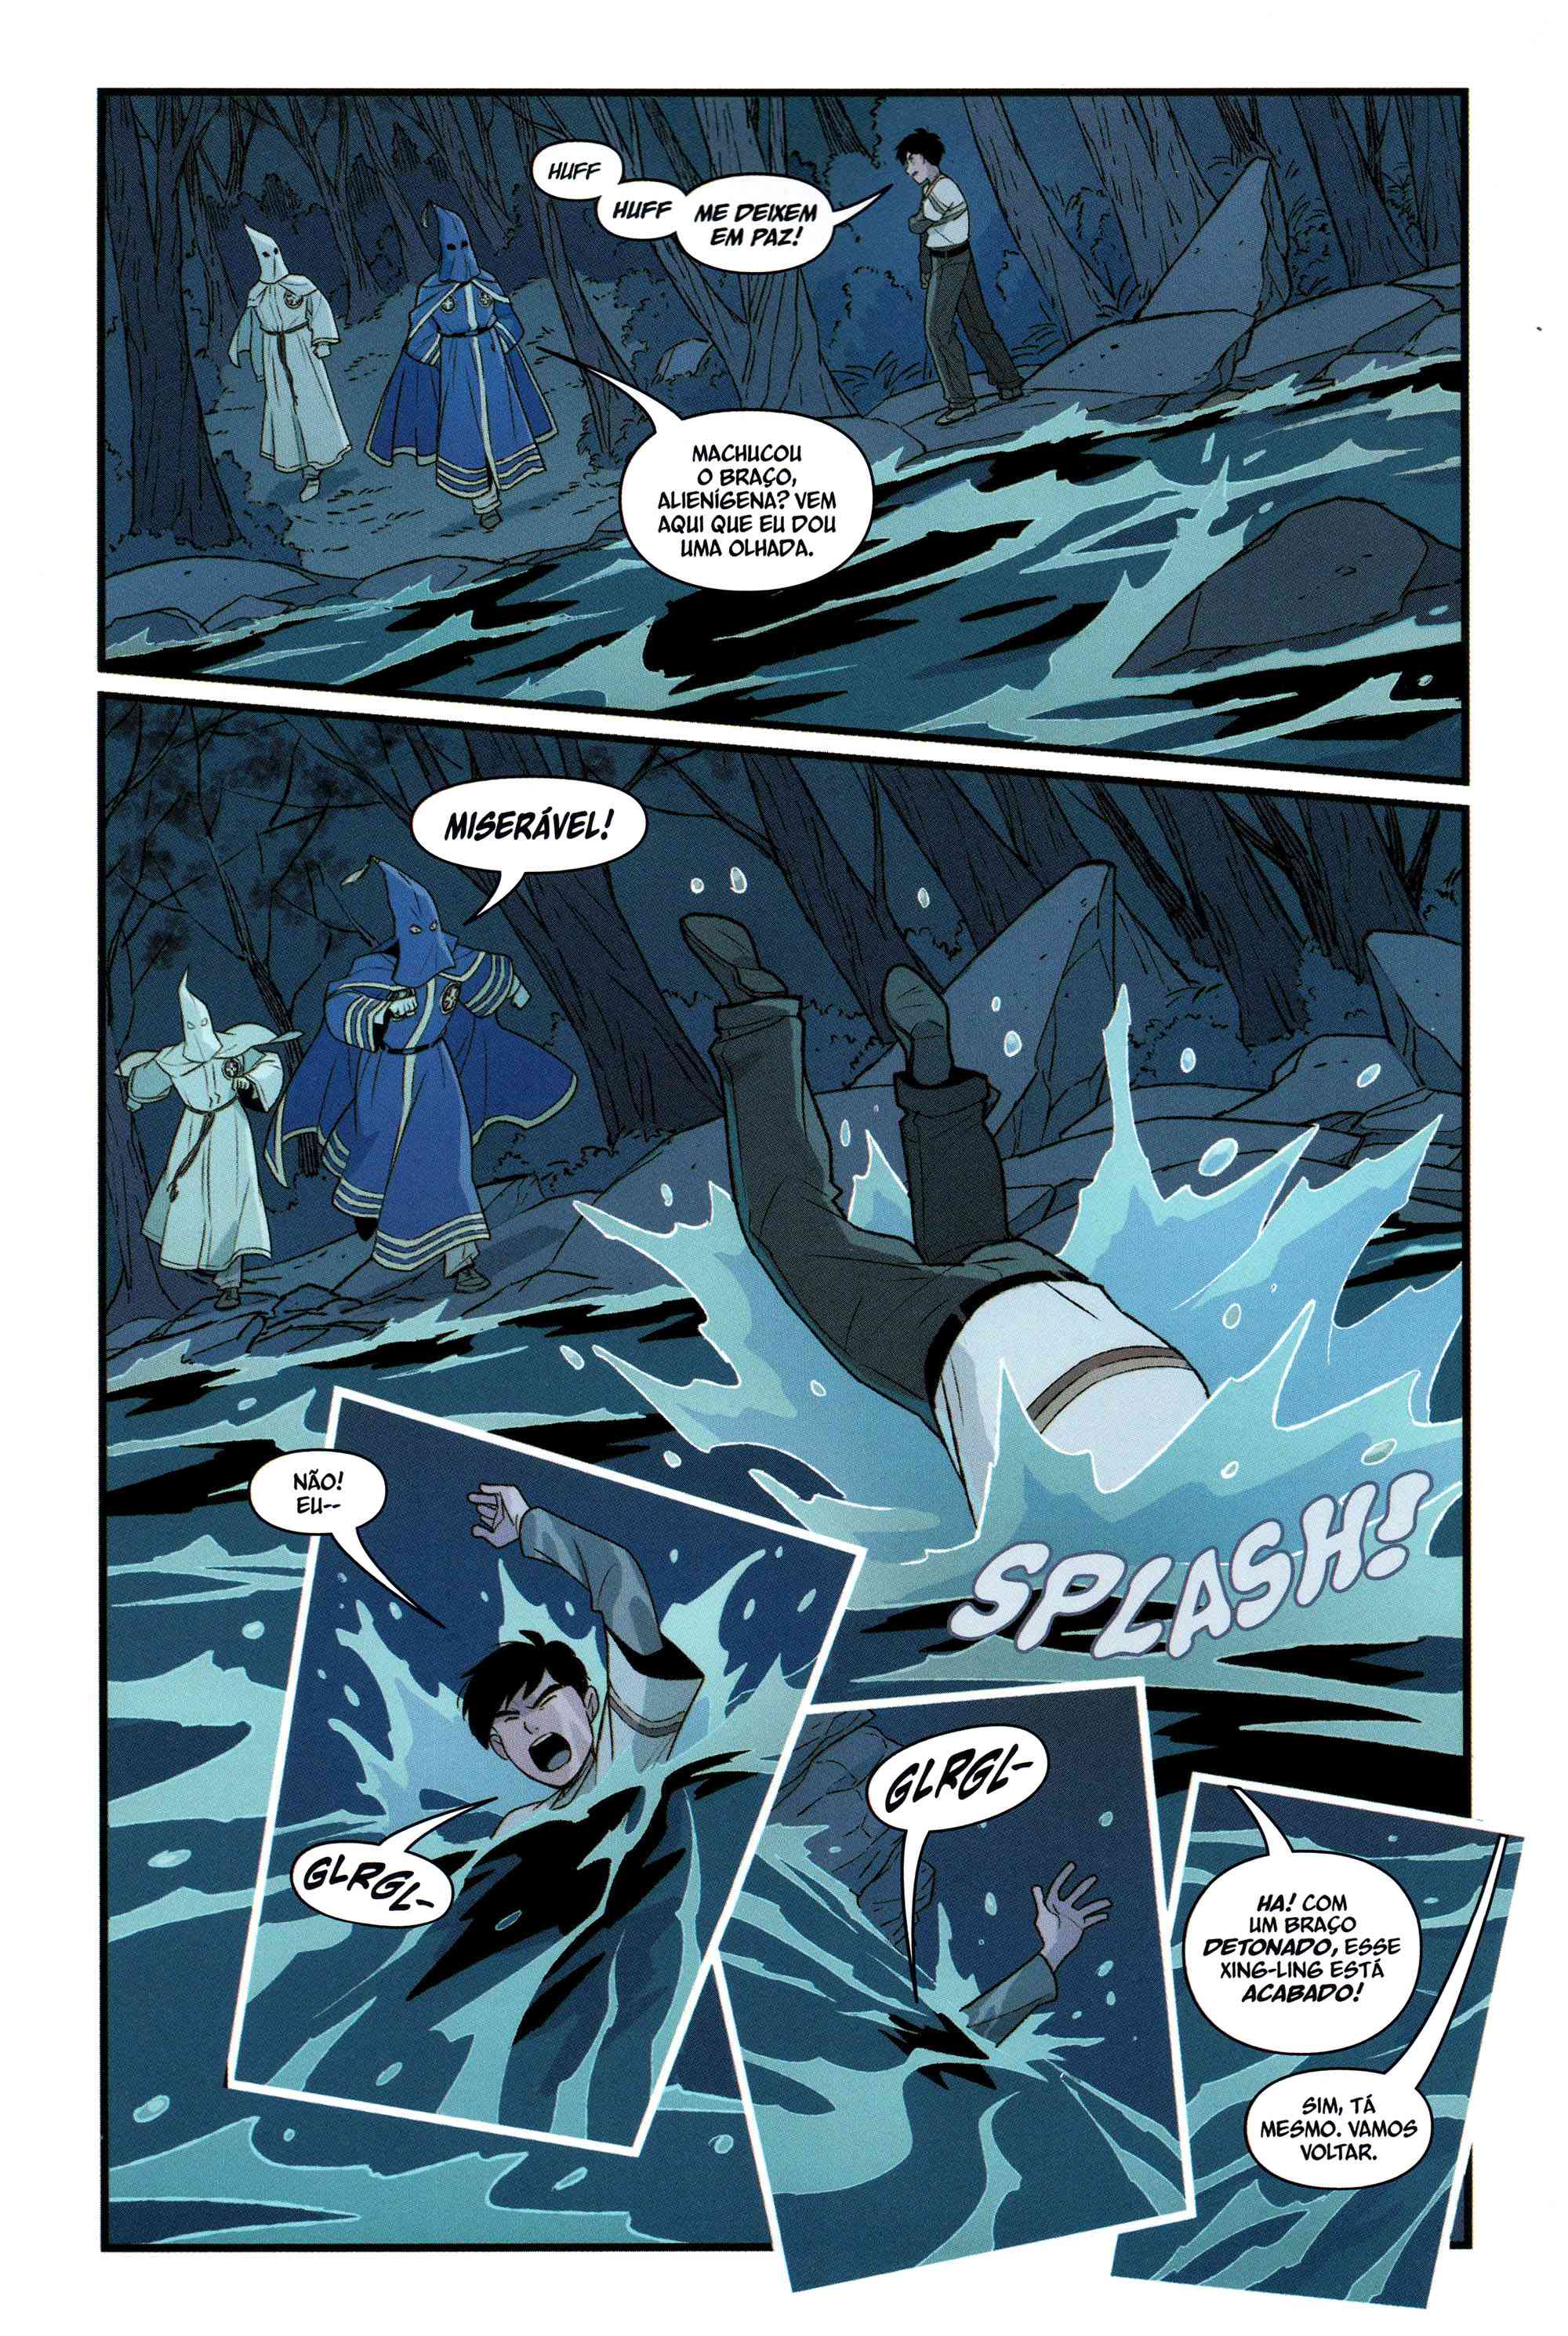 HUFF
HUFF
ME DEIXEM
EM PAZ!
MACHUCOU
O BRAÇO,
ALIENÍGENA? VEM
AQUI QUE EU DOU
UMA OLHADA.
MISERÁVEL!
SPLASH!
NÃO!
EU--
GLRGL-
GLRGL-
HA! COM
UM BRAÇO
DETONADO, ESSE
XING-LING ESTÁ
ACABADO!
SIM, TÁ
MESMO. VAMOS
VOLTAR.